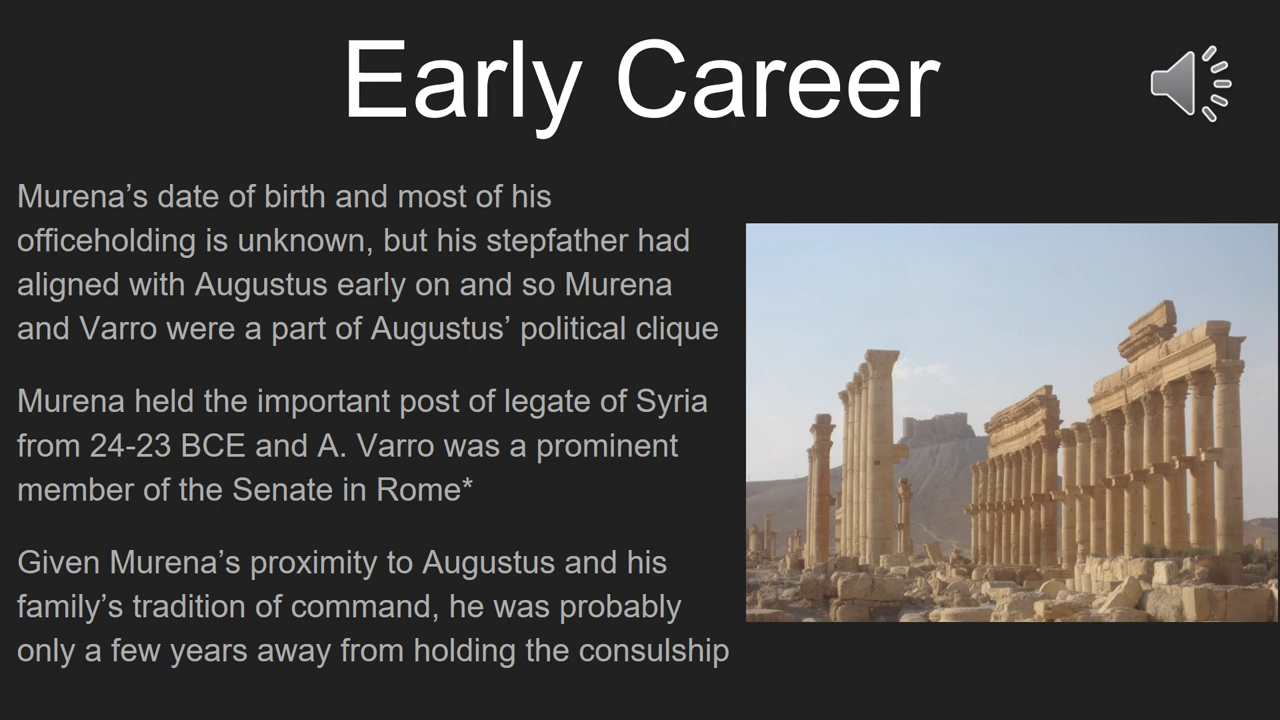 Early Career
Murena’s date of birth and most of his
officeholding is unknown, but his stepfather had
aligned with Augustus early on and so Murena
and Varro were a part of Augustus’ political clique
Murena held the important post of legate of Syria
from 24-23 BCE and A. Varro was a prominent
member of the Senate in Rome*
Given Murena’s proximity to Augustus and his
family’s tradition of command, he was probably
only a few years away from holding the consulship